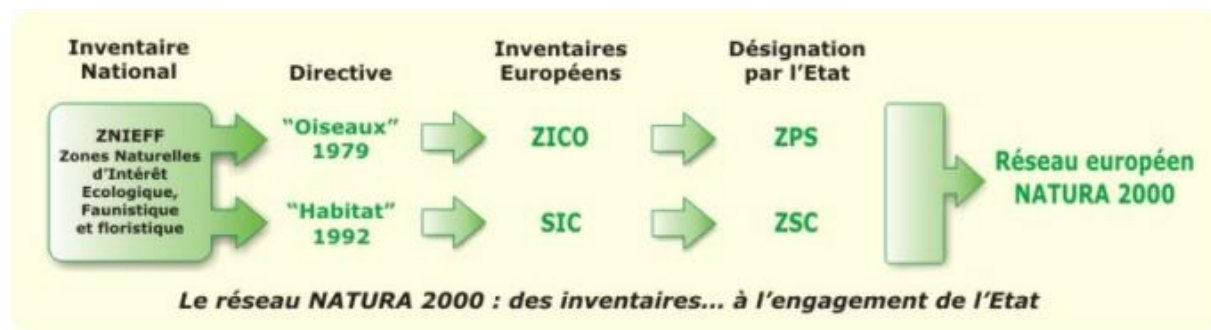 Inventaire
National
Directive
Inventaires
Européens
Désignation
par l'Etat
ZNIEFF
Zones Naturelles
d'Intérêt
Ecologique,
Faunistique
et floristique
"Oiseaux"
1979
ZICO
ZPS
"Habitat"
1992
SIC
ZSC
Réseau européen
NATURA 2000
Le réseau NATURA 2000 : des inventaires... à l'engagement de l'Etat